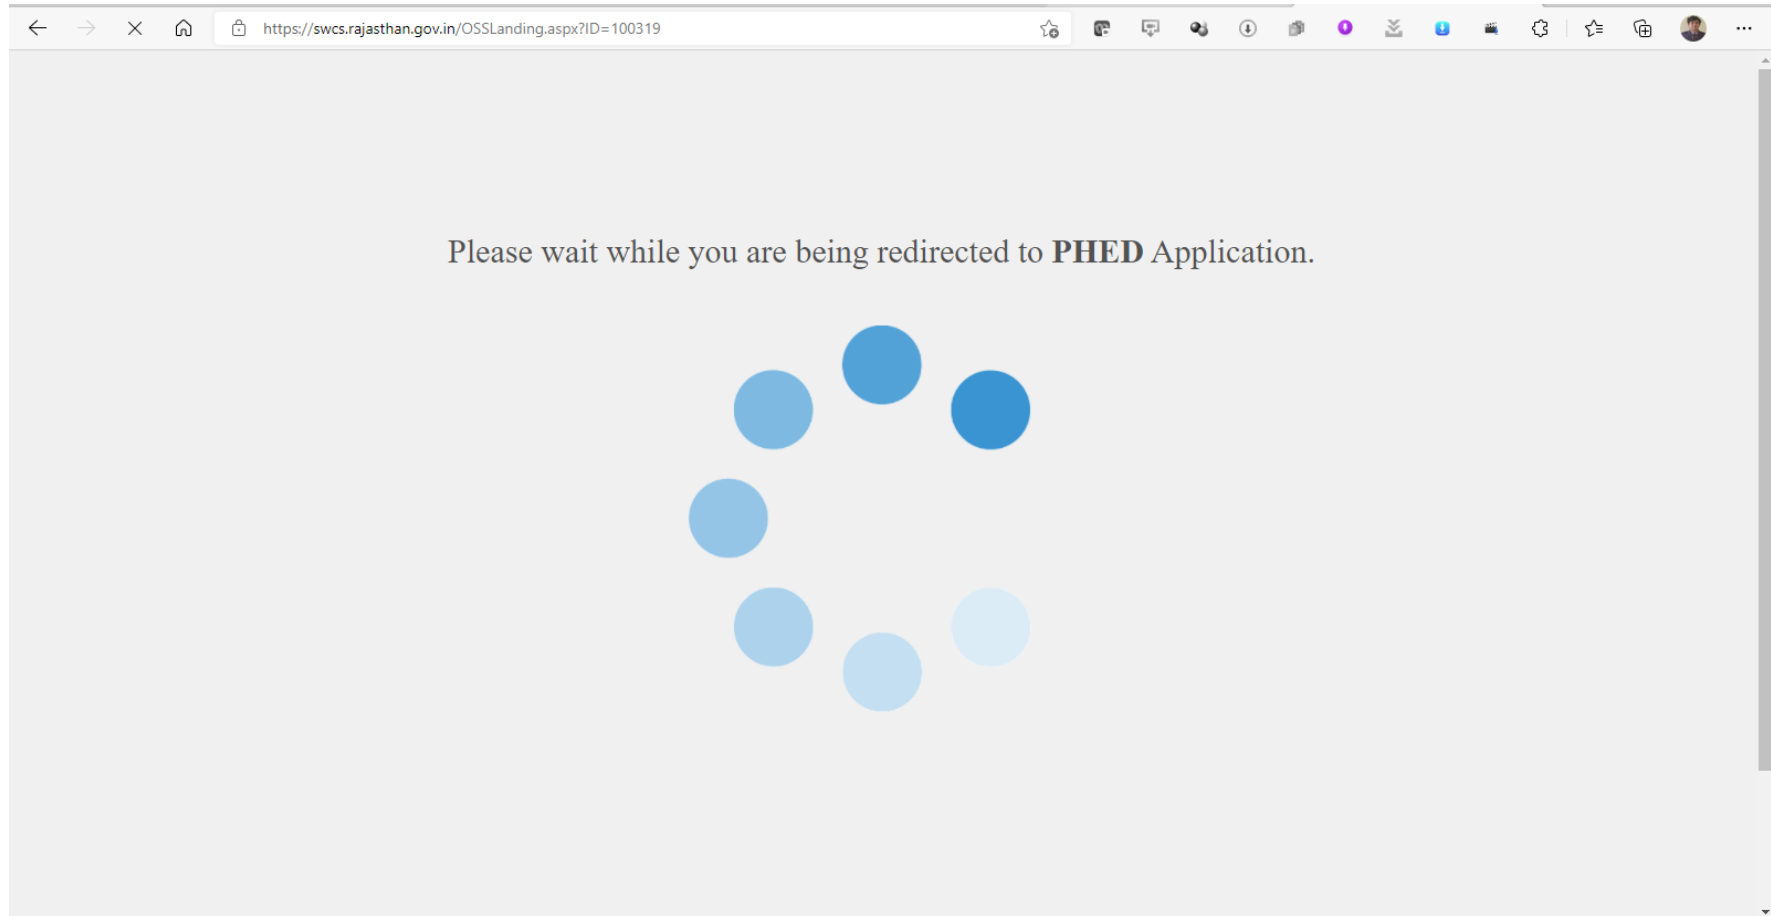 https://swcs.rajasthan.gov.in/OSSLanding.aspx?ID=100319
Please wait while you are being redirected to PHED Application.